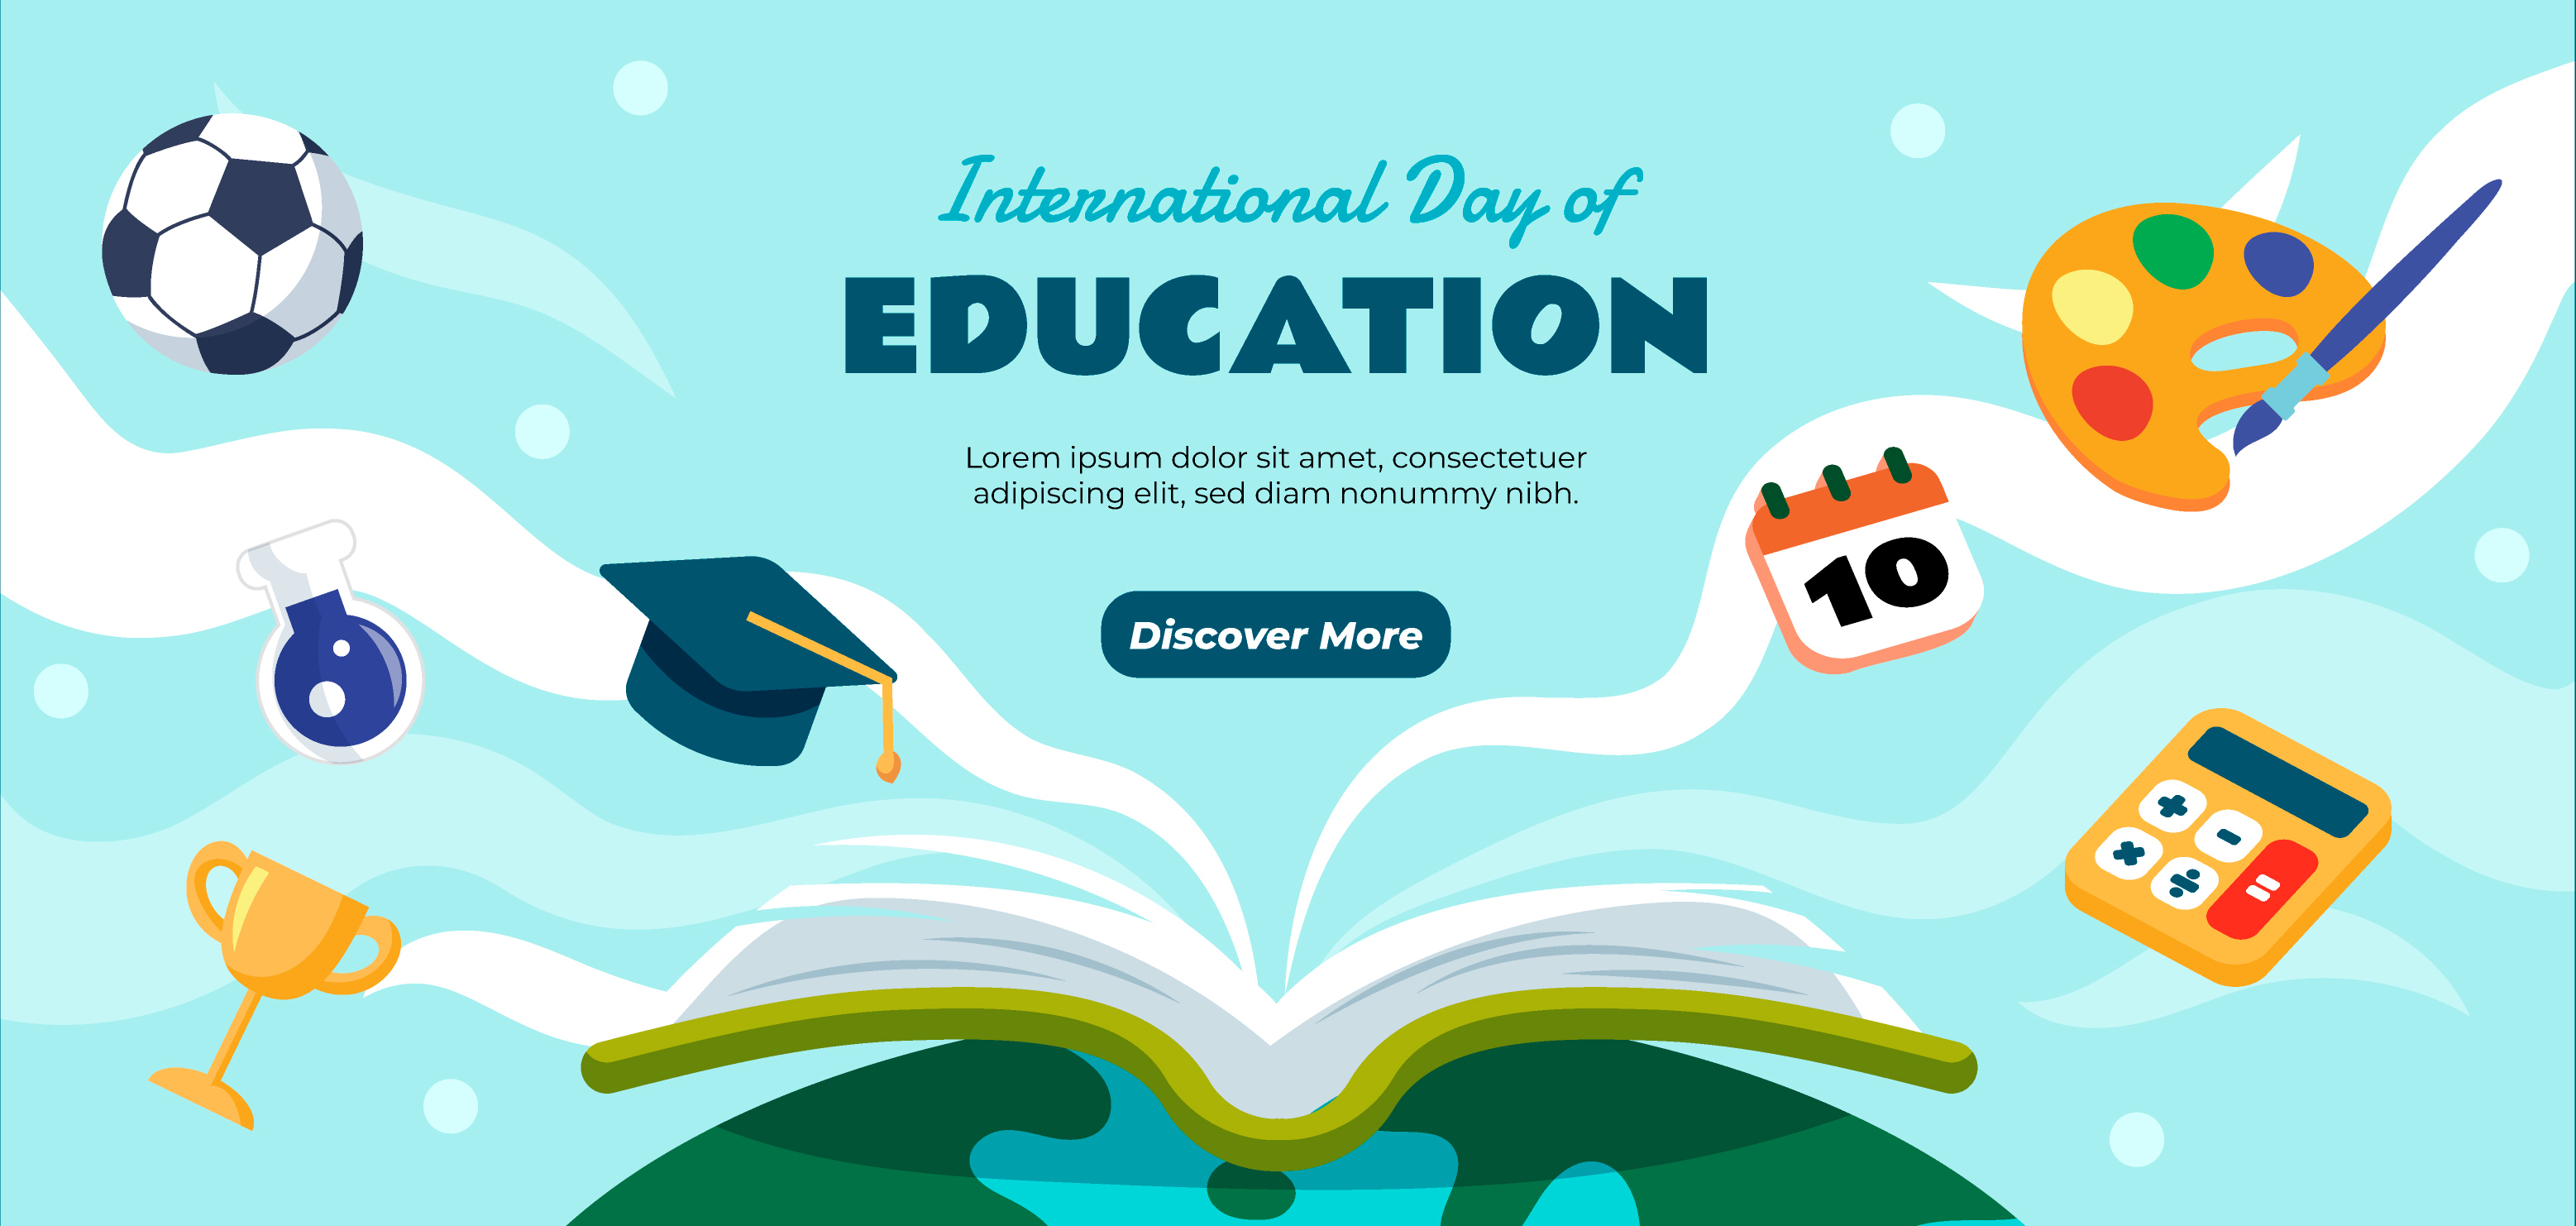 International Day of
EDUCATION
Lorem ipsum dolor sit amet, consectetuer
adipiscing elit, sed diam nonummy nibh.
10
Discover More
+
-
×
÷
=